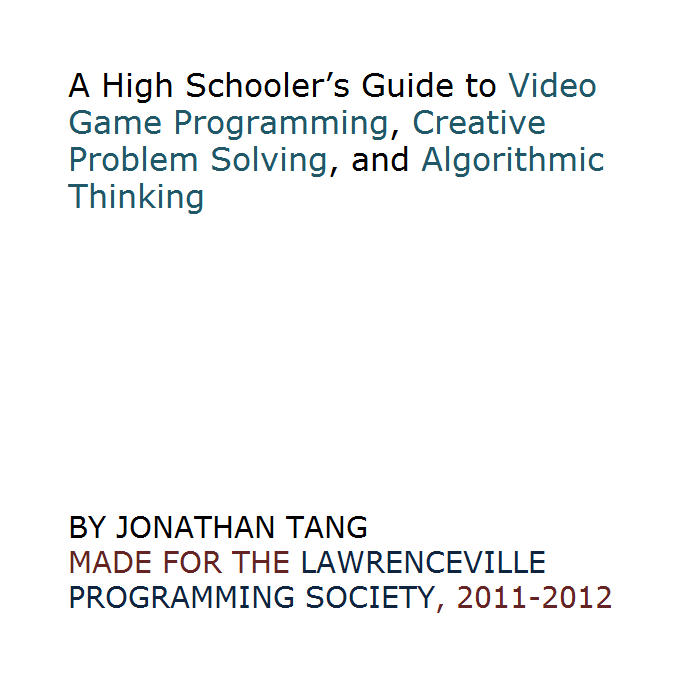 A High Schooler’s Guide to Video
Game Programming, Creative
Problem Solving, and Algorithmic
Thinking
BY JONATHAN TANG
MADE FOR THE LAWRENCEVILLE
PROGRAMMING SOCIETY, 2011-2012